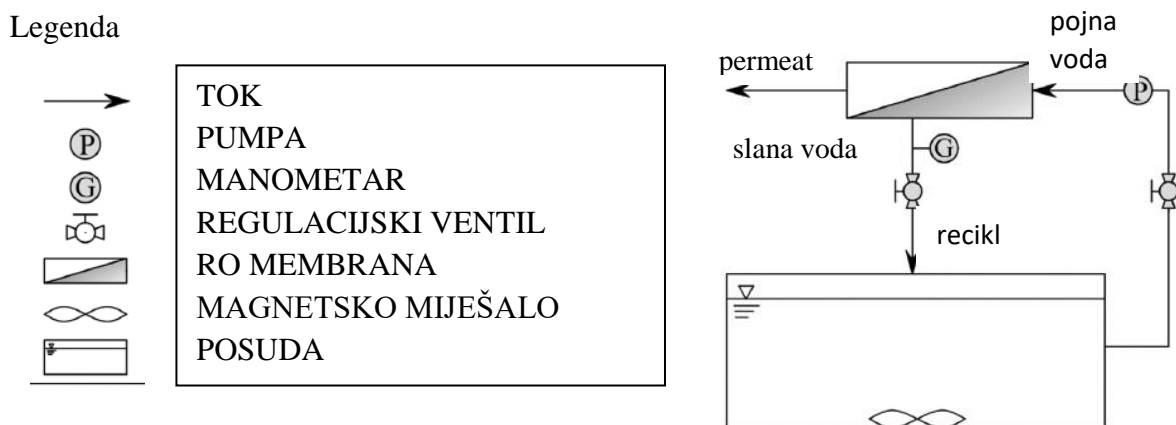 Legenda
TOK
P
PUMPA
G
MANOMETAR
REGULACIJSKI VENTIL
RO MEMBRANA
MAGNETSKO MIJEŠALO
POSUDA
pojna
voda
permeat
P
slana voda
G
recikl